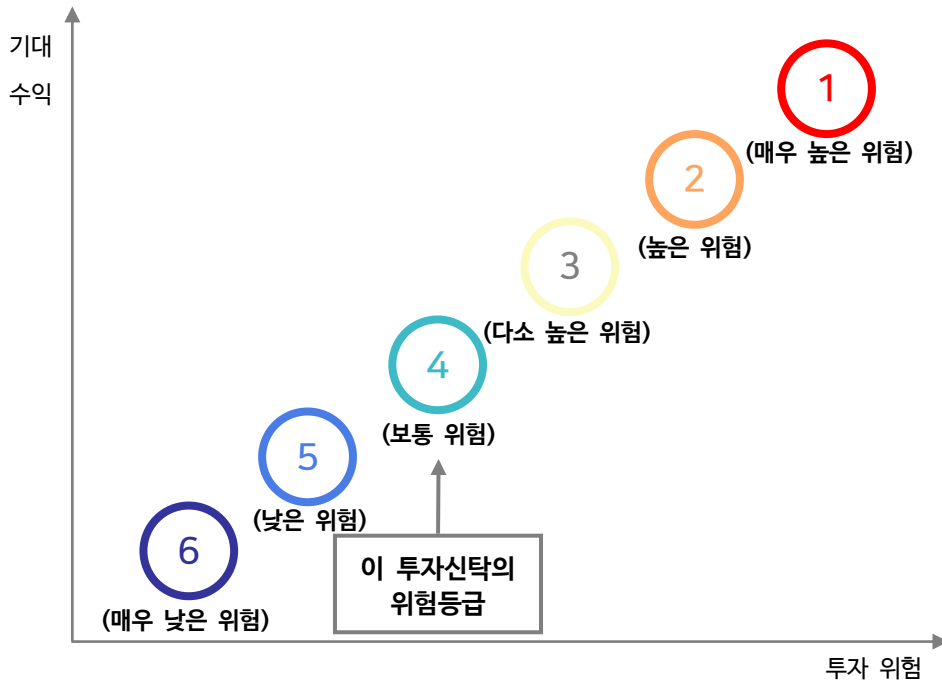 기대
수익
1
(매우 높은 위험)
2
(높은 위험)
3
(다소 높은 위험)
4
(보통 위험)
5
(낮은 위험)
6
(매우 낮은 위험)
이 투자신탁의
위험등급
투자 위험